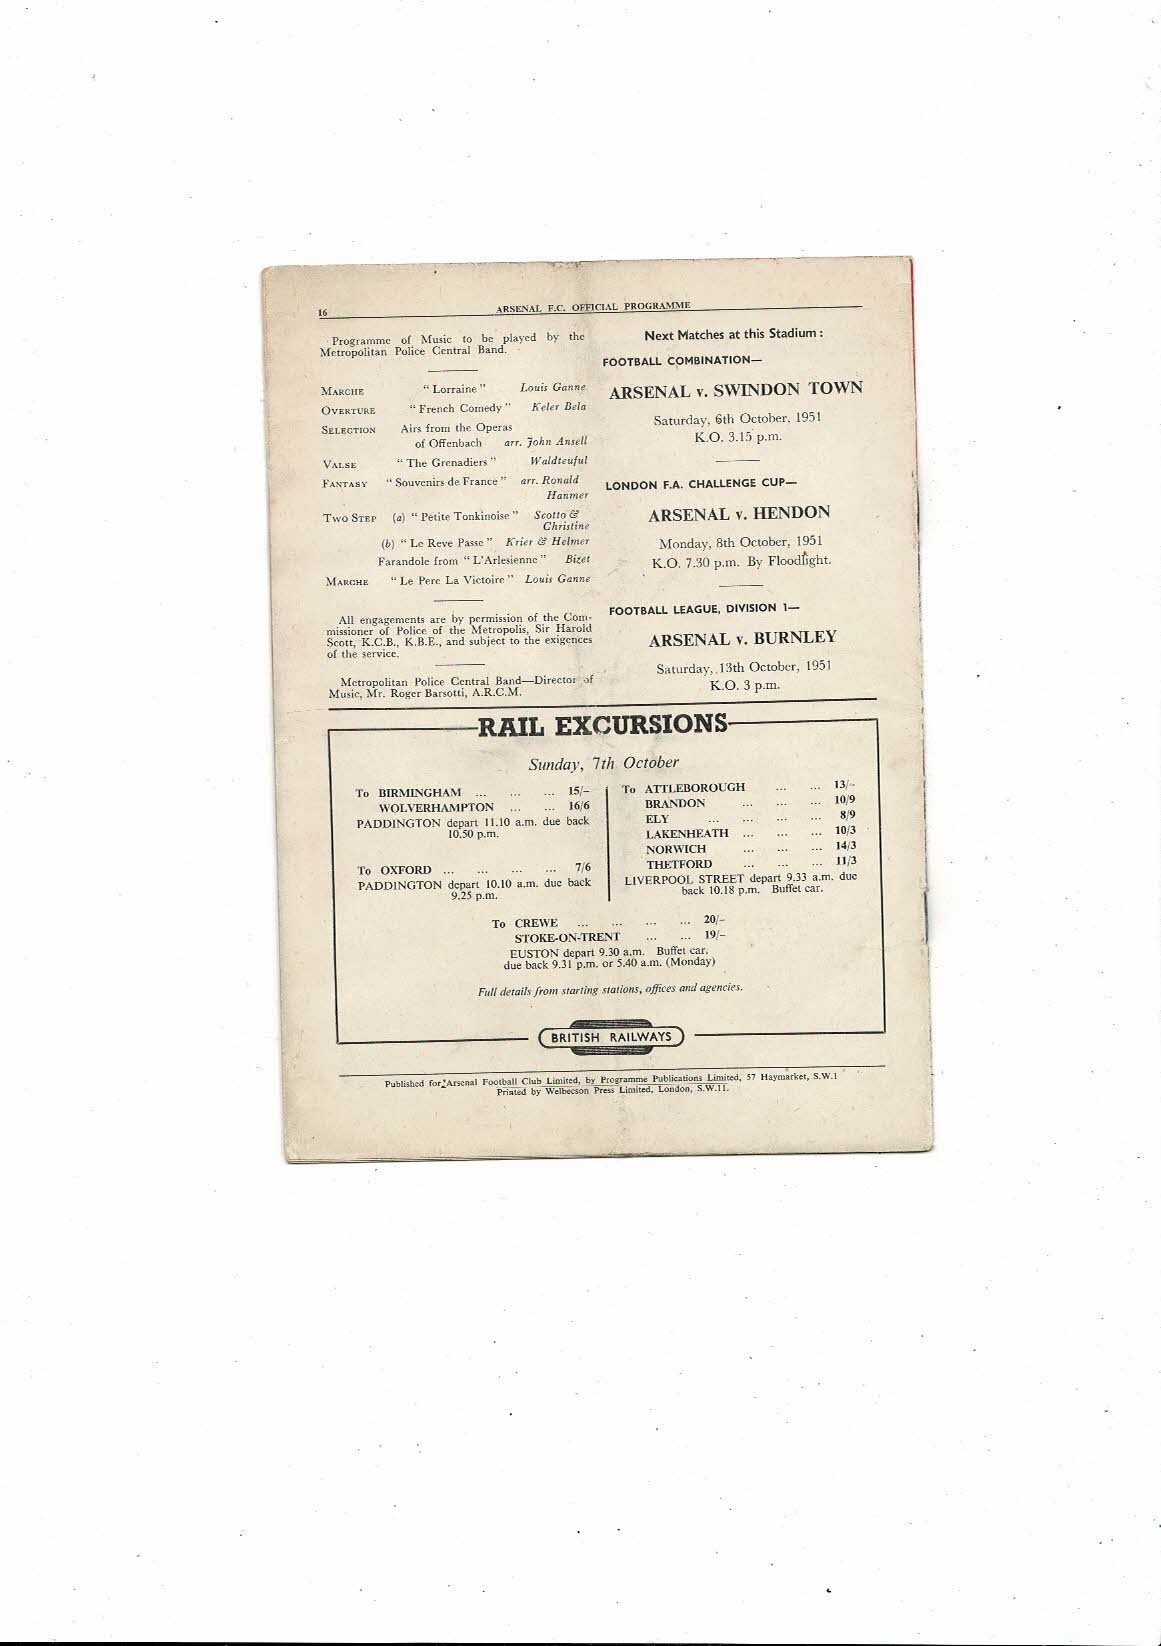 16
ARSENAL F.C. OFFICIAL PROGRAMME
Programme of Music to be played by the
Metropolitan Police Central Band.
MARCHE " Lorraine " Louis Ganne
OVERTURE " French Comedy " Keler Bela
SELECTION Airs from the Operas
of Offenbach arr. John Ansell
VALSE " The Grenadiers " Waldteuful
FANTASY " Souvenirs de France " arr. Ronald
Hanmer
TWO STEP (a) " Petite Tonkinoise " Scotto &
Christine
(b) " Le Reve Passe " Krier & Helmer
Farandole from " L'Arlesienne " Bizet
MARCHE " Le Pere La Victoire " Louis Ganne
All engagements are by permission of the Com-
missioner of Police of the Metropolis, Sir Harold
Scott, K.C.B., K.B.E., and subject to the exigences
of the service.
Metropolitan Police Central Band—Director of
Music, Mr. Roger Barsotti, A.R.C.M.
Next Matches at this Stadium :
FOOTBALL COMBINATION—
ARSENAL v. SWINDON TOWN
Saturday, 6th October, 1951
K.O. 3.15 p.m.
LONDON F.A. CHALLENGE CUP—
ARSENAL v. HENDON
Monday, 8th October, 1951
K.O. 7.30 p.m. By Floodlight.
FOOTBALL LEAGUE, DIVISION 1—
ARSENAL v. BURNLEY
Saturday, 13th October, 1951
K.O. 3 p.m.
RAIL EXCURSIONS
Sunday, 7th October
To BIRMINGHAM ... ... ... 15/-
WOLVERHAMPTON ... ... 16/6
PADDINGTON depart 11.10 a.m. due back
10.50 p.m.
To OXFORD ... ... ... ... 7/6
PADDINGTON depart 10.10 a.m. due back
9.25 p.m.
To ATTLEBOROUGH ... ... 13/-
BRANDON ... ... ... 10/9
ELY ... ... ... ... 8/9
LAKENHEATH ... ... ... 10/3
NORWICH ... ... ... 14/3
THETFORD ... ... ... 11/3
LIVERPOOL STREET depart 9.33 a.m. due
back 10.18 p.m. Buffet car.
To CREWE ... ... ... ... 20/-
STOKE-ON-TRENT ... ... 19/-
EUSTON depart 9.30 a.m. Buffet car.
due back 9.31 p.m. or 5.40 a.m. (Monday)
Full details from starting stations, offices and agencies.
BRITISH RAILWAYS
Published for Arsenal Football Club Limited, by Programme Publications Limited, 57 Haymarket, S.W.1
Printed by Welbecson Press Limited, London, S.W.11.